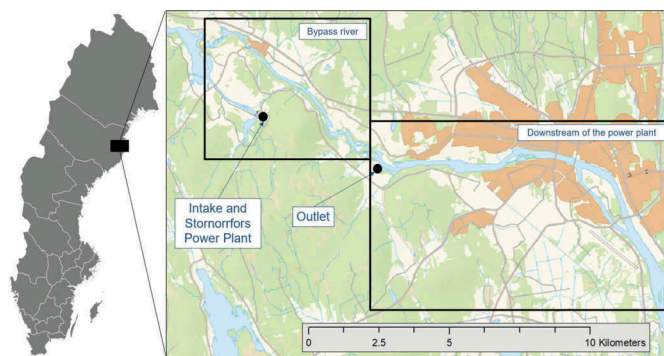 Bypass river
Downstream of the power plant
Intake and
Stornorrfors
Power Plant
Outlet
0 2.5 5 10 Kilometers